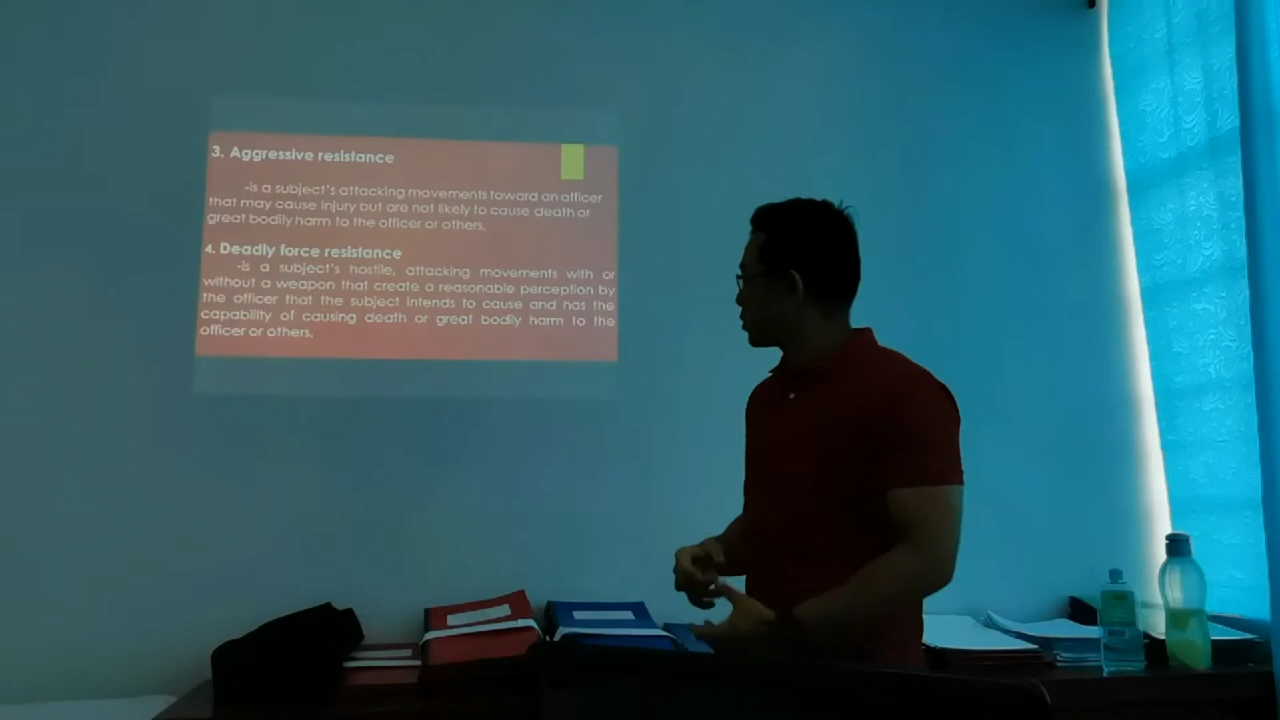 3. Aggressive resistance
-is a subject's attacking movements toward an officer
that may cause injury but are not likely to cause death or
great bodily harm to the officer or others.
4. Deadly force resistance
-is a subject's hostile, attacking movements with or
without a weapon that create a reasonable perception by
the officer that the subject intends to cause and has the
capability of causing death or great bodily harm to the
officer or others.